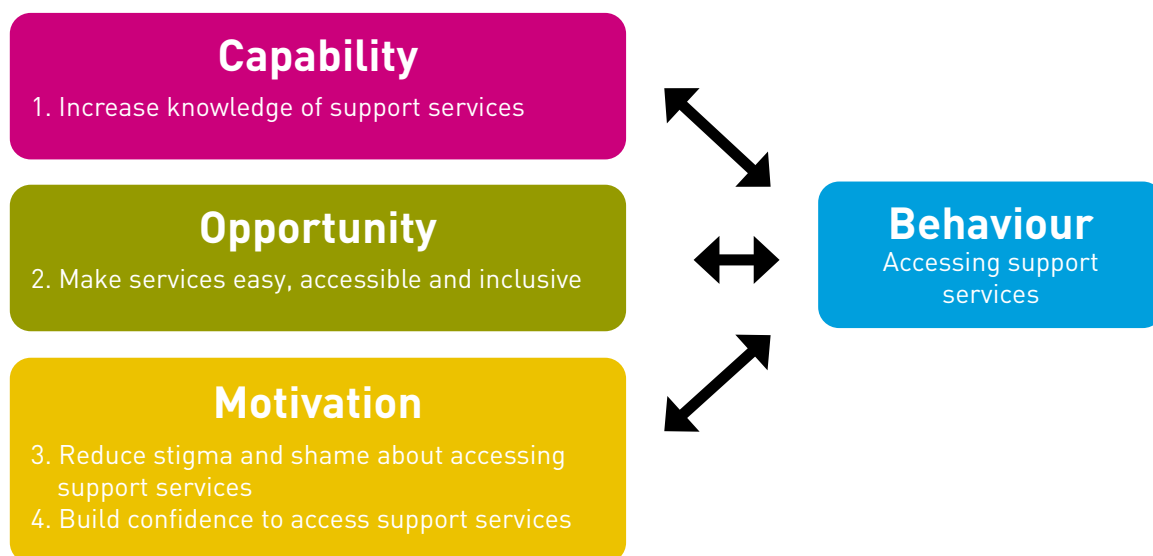 Capability
1. Increase knowledge of support services
Opportunity
2. Make services easy, accessible and inclusive
Motivation
3. Reduce stigma and shame about accessing
support services
4. Build confidence to access support services
Behaviour
Accessing support
services